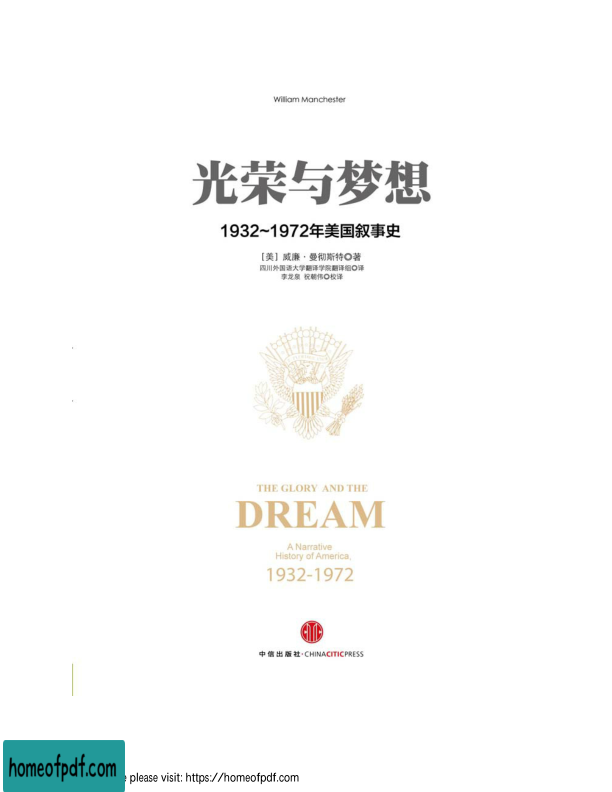 William Manchester
光荣与梦想
1932~1972年美国叙事史
[美] 威廉·曼彻斯特◎著
四川外国语大学翻译学院翻译组◎译
李龙泉 祝朝伟◎校译
THE GLORY AND THE
DREAM
A Narrative
History of America,
1932-1972
中信出版社·CHINACITICPRESS
homeofpdf.com
please visit: https://homeofpdf.com